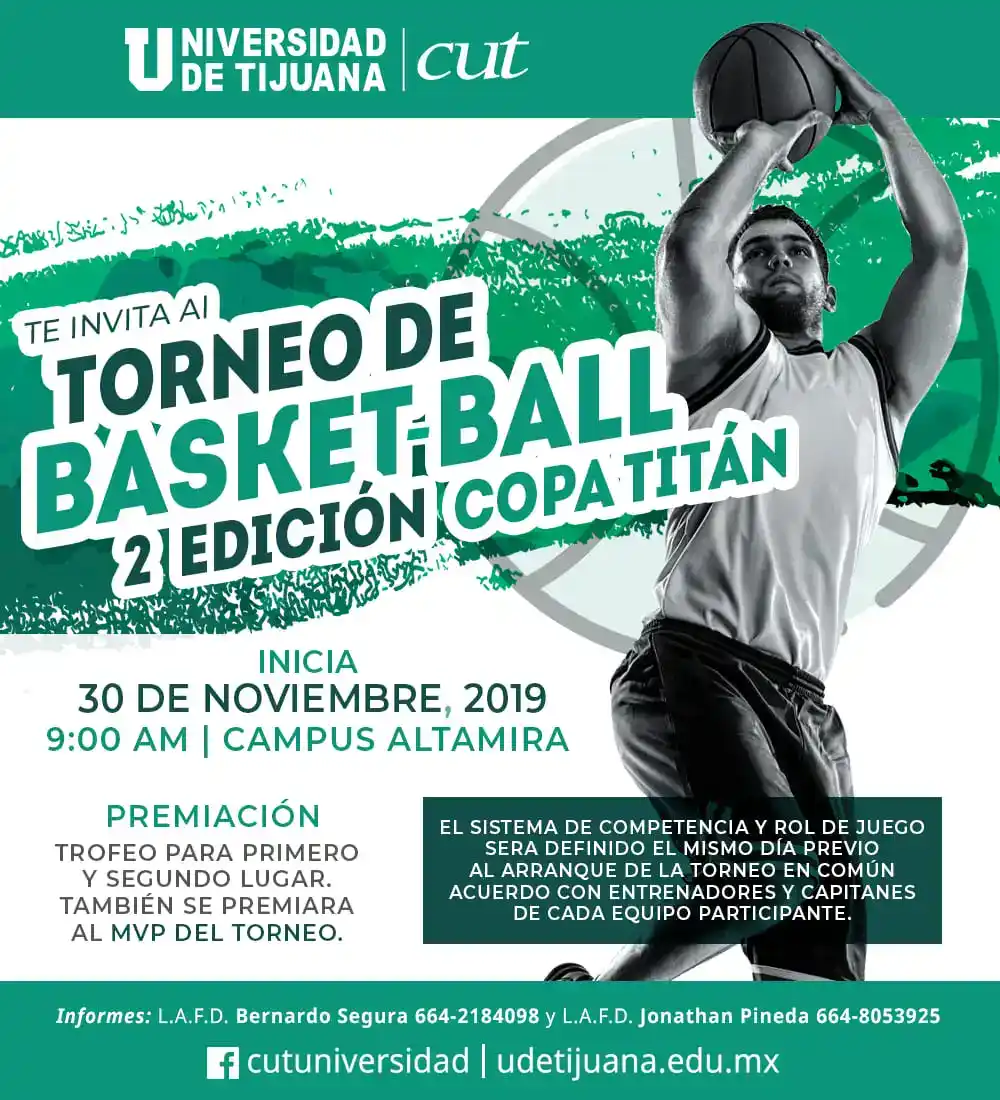 UNIVERSIDAD
DE TIJUANA
cut
TE INVITA Al
TORNEO DE
BASKET-BALL
2 EDICIÓN COPA TITÁN
INICIA
30 DE NOVIEMBRE, 2019
9:00 AM | CAMPUS ALTAMIRA
PREMIACIÓN
TROFEO PARA PRIMERO
Y SEGUNDO LUGAR.
TAMBIÉN SE PREMIARA
AL MVP DEL TORNEO.
EL SISTEMA DE COMPETENCIA Y ROL DE JUEGO
SERA DEFINIDO EL MISMO DÍA PREVIO
AL ARRANQUE DE LA TORNEO EN COMÚN
ACUERDO CON ENTRENADORES Y CAPITANES
DE CADA EQUIPO PARTICIPANTE.
Informes: L.A.F.D. Bernardo Segura 664-2184098 y L.A.F.D. Jonathan Pineda 664-8053925
cutuniversidad | udetijuana.edu.mx